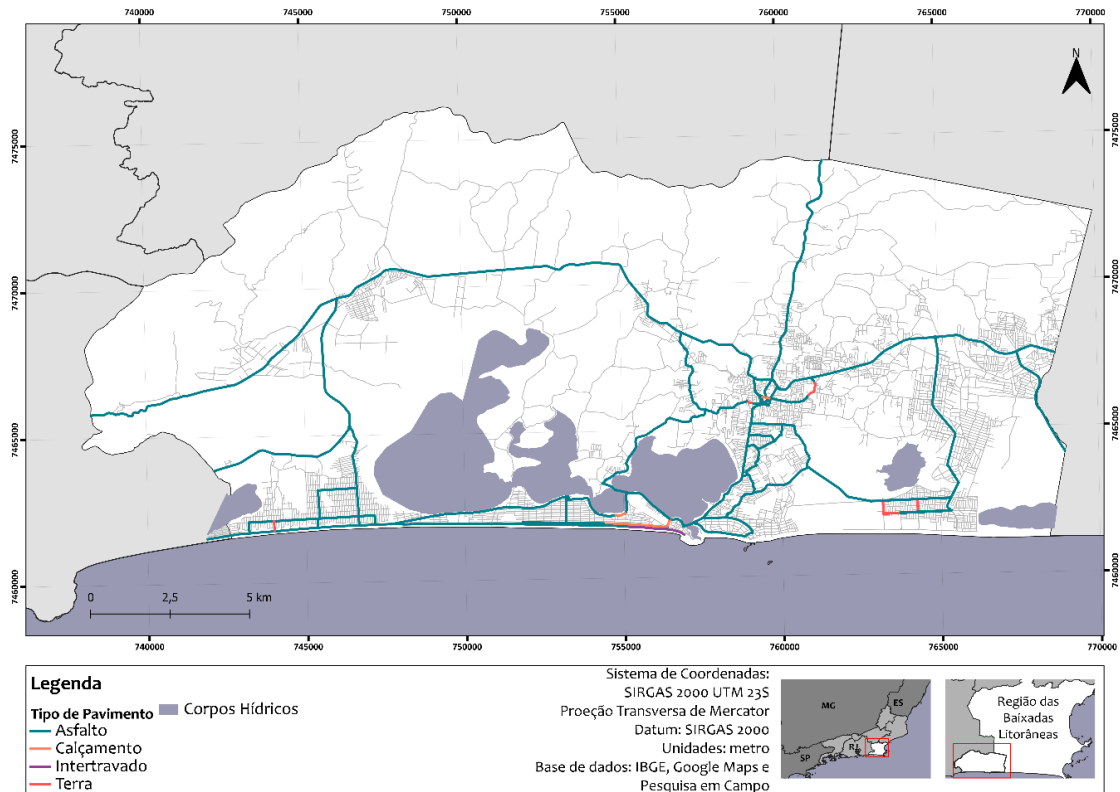 740000 745000 750000 755000 760000 765000 770000
N
7475000 7475000
7470000 7470000
7465000 7465000
7460000 7460000
0 2,5 5 km
740000 745000 750000 755000 760000 765000 770000
Legenda
Tipo de Pavimento
Asfalto
Calçamento
Intertravado
Terra
Corpos Hídricos
Sistema de Coordenadas:
SIRGAS 2000 UTM 23S
Proeção Transversa de Mercator
Datum: SIRGAS 2000
Unidades: metro
Base de dados: IBGE, Google Maps e
Pesquisa em Campo
MG
ES
RJ
SP
Região das
Baixadas
Litorâneas